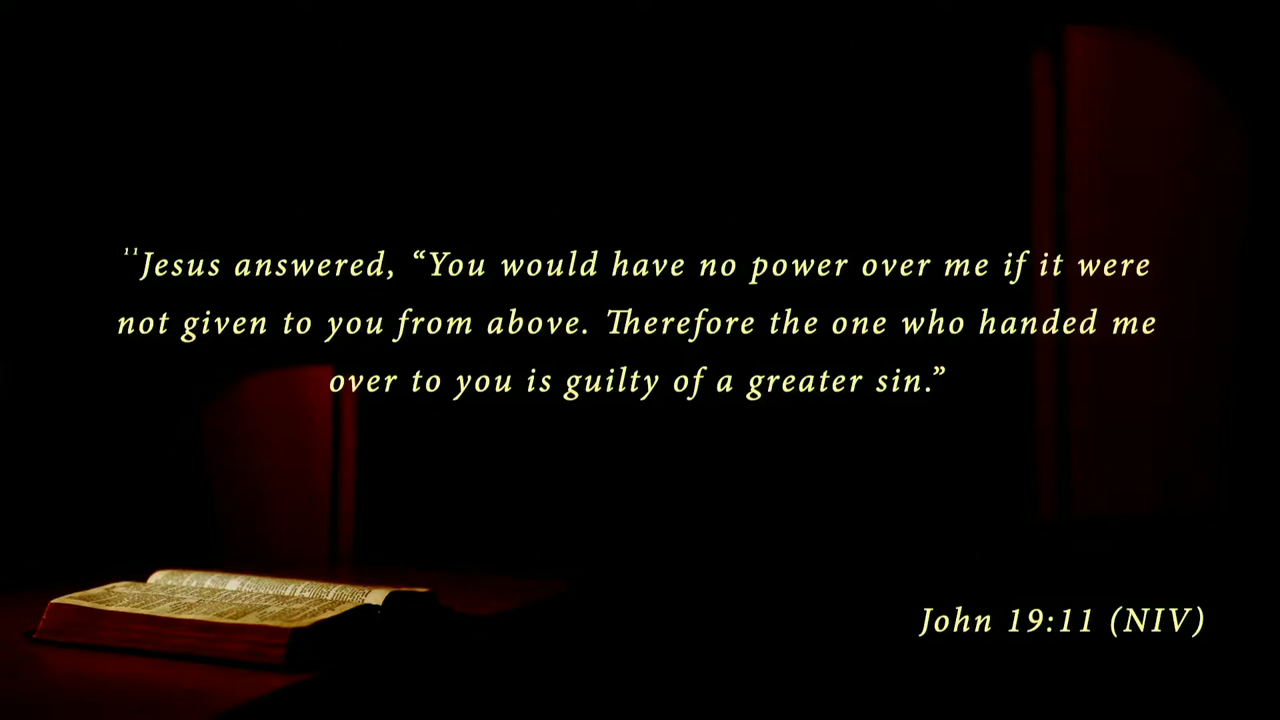 ¹¹Jesus answered, “You would have no power over me if it were
not given to you from above. Therefore the one who handed me
over to you is guilty of a greater sin.”
John 19:11 (NIV)